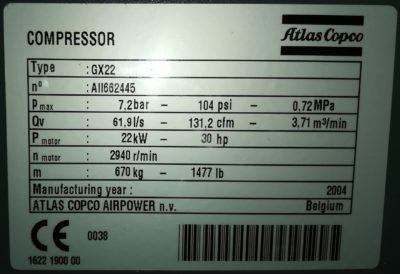 COMPRESSOR Atlas Copco
Type : GX22
n° : AII662445
P max : 7,2bar – 104 psi – 0,72 MPa
Qv : 61,9l/s – 131,2 cfm – 3,71 m³/min
P motor : 22kW – 30 hp
n motor : 2940 r/min
m : 670 kg – 1477 lb
Manufacturing year : 2004
ATLAS COPCO AIRPOWER n.v. Belgium
CE 0038
1622 1900 00